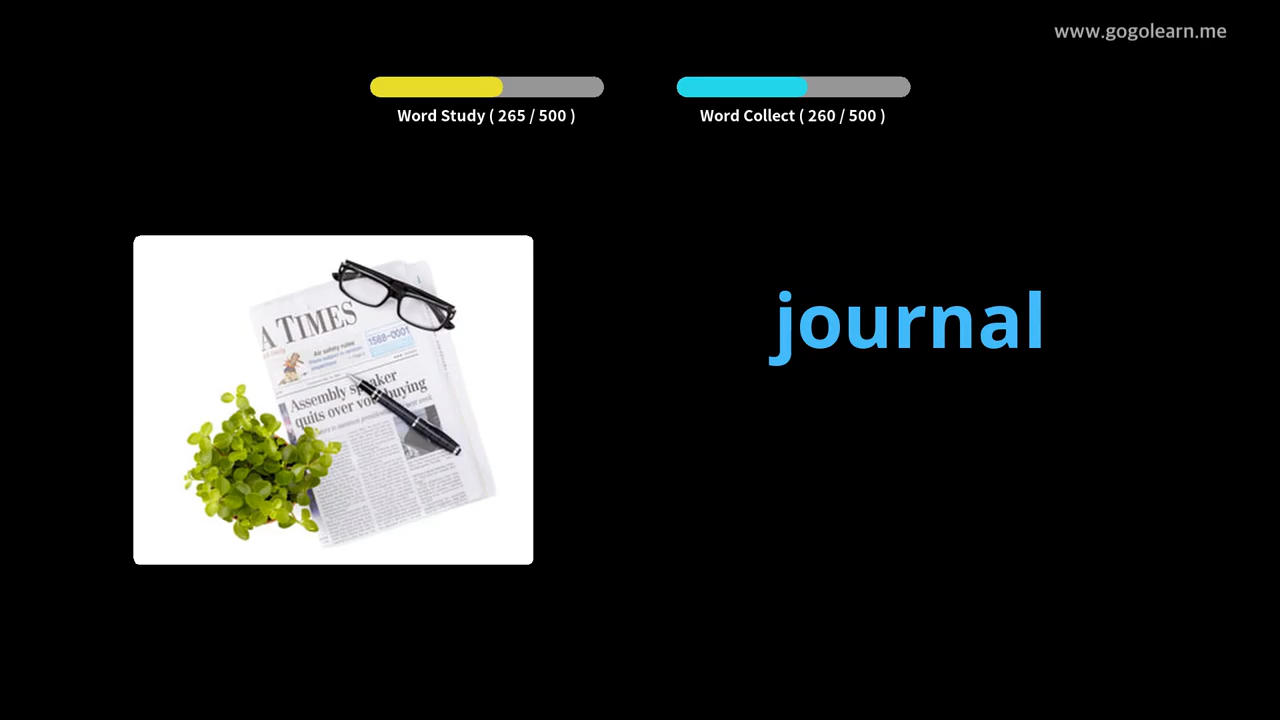 www.gogolearn.me
Word Study ( 265 / 500 )
Word Collect ( 260 / 500 )
journal
A TIMES
Air safety rules
1588-0001
Assembly speaker
quits over vote buying